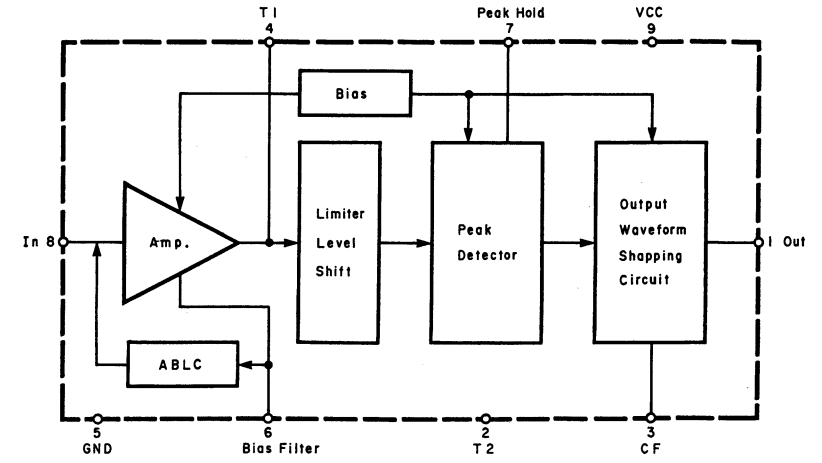 T1 Peak Hold VCC
4 7 9
Bias
Limiter
Level
Shift
Amp.
Peak
Detector
Output
Waveform
Shapping
Circuit
In 8
1 Out
ABLC
5 6 2 3
GND Bias Filter T2 CF